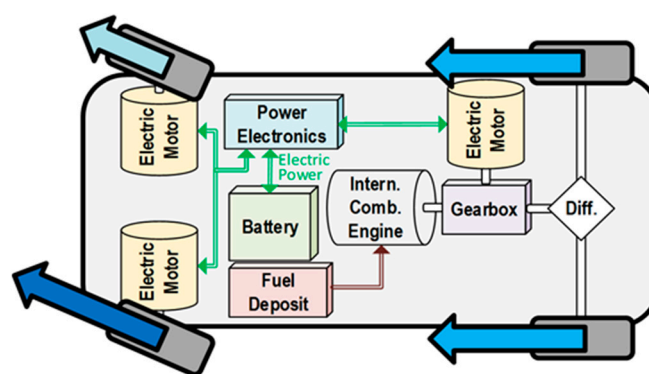 Electric
Motor
Power
Electronics
Electric
Motor
Electric
Power
Intern.
Comb.
Engine
Gearbox
Diff.
Battery
Electric
Motor
Fuel
Deposit